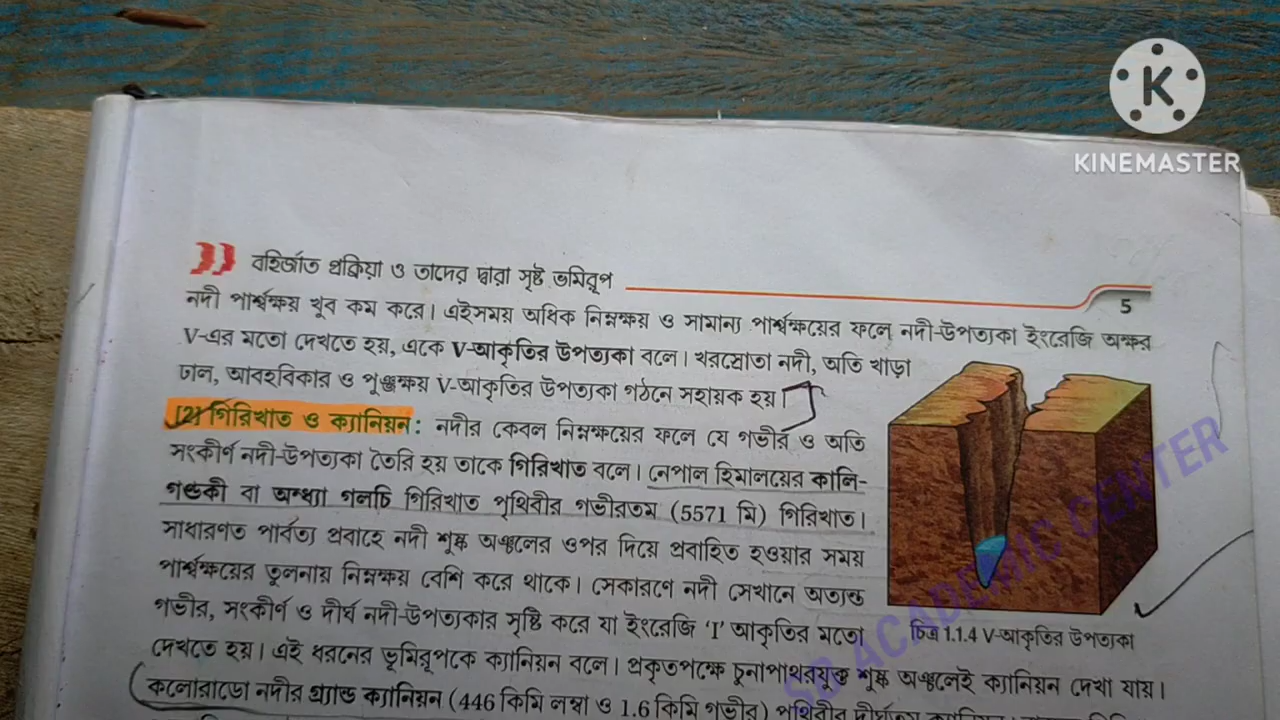 K
KINEMASTER
বহির্জাত প্রক্রিয়া ও তাদের দ্বারা সৃষ্ট ভূমিরূপ
5
নদী পার্শ্বক্ষয় খুব কম করে। এইসময় অধিক নিম্নক্ষয় ও সামান্য পার্শ্বক্ষয়ের ফলে নদী-উপত্যকা ইংরেজি অক্ষর
V-এর মতো দেখতে হয়, একে V-আকৃতির উপত্যকা বলে। খরস্রোতা নদী, অতি খাড়া
ঢাল, আবহবিকার ও পুঞ্জক্ষয় V-আকৃতির উপত্যকা গঠনে সহায়ক হয়।
[2] গিরিখাত ও ক্যানিয়ন: নদীর কেবল নিম্নক্ষয়ের ফলে যে গভীর ও অতি
সংকীর্ণ নদী-উপত্যকা তৈরি হয় তাকে গিরিখাত বলে। নেপাল হিমালয়ের কালি-
গণ্ডকী বা অন্ধ্যা গলচি গিরিখাত পৃথিবীর গভীরতম (5571 মি) গিরিখাত।
সাধারণত পার্বত্য প্রবাহে নদী শুষ্ক অঞ্চলের ওপর দিয়ে প্রবাহিত হওয়ার সময়
পার্শ্বক্ষয়ের তুলনায় নিম্নক্ষয় বেশি করে থাকে। সেকারণে নদী সেখানে অত্যন্ত
গভীর, সংকীর্ণ ও দীর্ঘ নদী-উপত্যকার সৃষ্টি করে যা ইংরেজি 'I' আকৃতির মতো
চিত্র 1.1.4 V-আকৃতির উপত্যকা
দেখতে হয়। এই ধরনের ভূমিরূপকে ক্যানিয়ন বলে। প্রকৃতপক্ষে চুনাপাথরযুক্ত শুষ্ক অঞ্চলেই ক্যানিয়ন দেখা যায়।
কলোরাডো নদীর গ্র্যান্ড ক্যানিয়ন (446 কিমি লম্বা ও 1.6 কিমি গভীর) পৃথিবীর দীর্ঘতম ক্যানিয়ন।
SB ACADEMIC CENTER